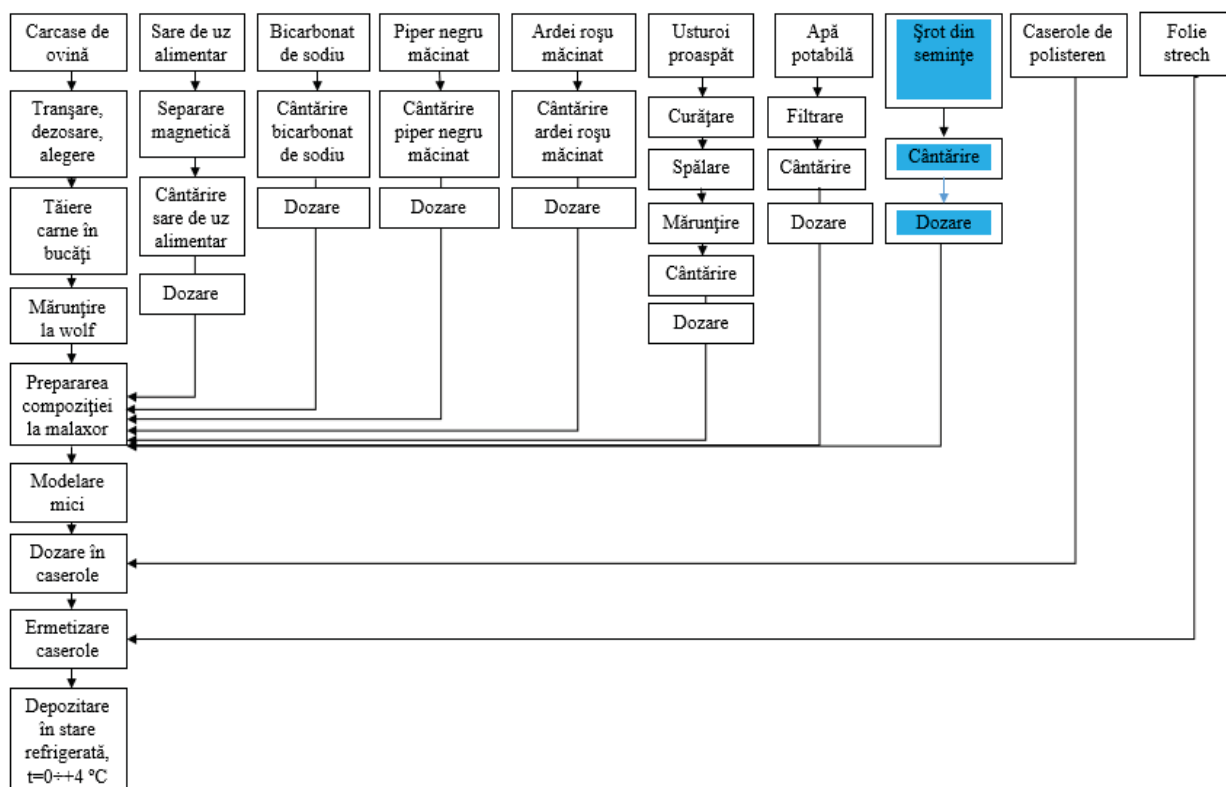 Carcase de
ovină
Sare de uz
alimentar
Bicarbonat
de sodiu
Piper negru
măcinat
Ardei roşu
măcinat
Usturoi
proaspăt
Apă
potabilă
Şrot din
seminţe
Caserole de
polisteren
Folie
strech
Tranşare,
dezosare,
alegere
Separare
magnetică
Cântărire
bicarbonat
de sodiu
Cântărire
piper negru
măcinat
Cântărire
ardei roşu
măcinat
Curăţare
Filtrare
Cântărire
Spălare
Cântărire
Tăiere
carne în
bucăţi
Cântărire
sare de uz
alimentar
Dozare
Dozare
Dozare
Mărunţire
Dozare
Dozare
Cântărire
Mărunţire
la wolf
Dozare
Dozare
Prepararea
compoziţiei
la malaxor
Modelare
mici
Dozare în
caserole
Ermetizare
caserole
Depozitare
în stare
refrigerată,
t=0÷+4 ºC